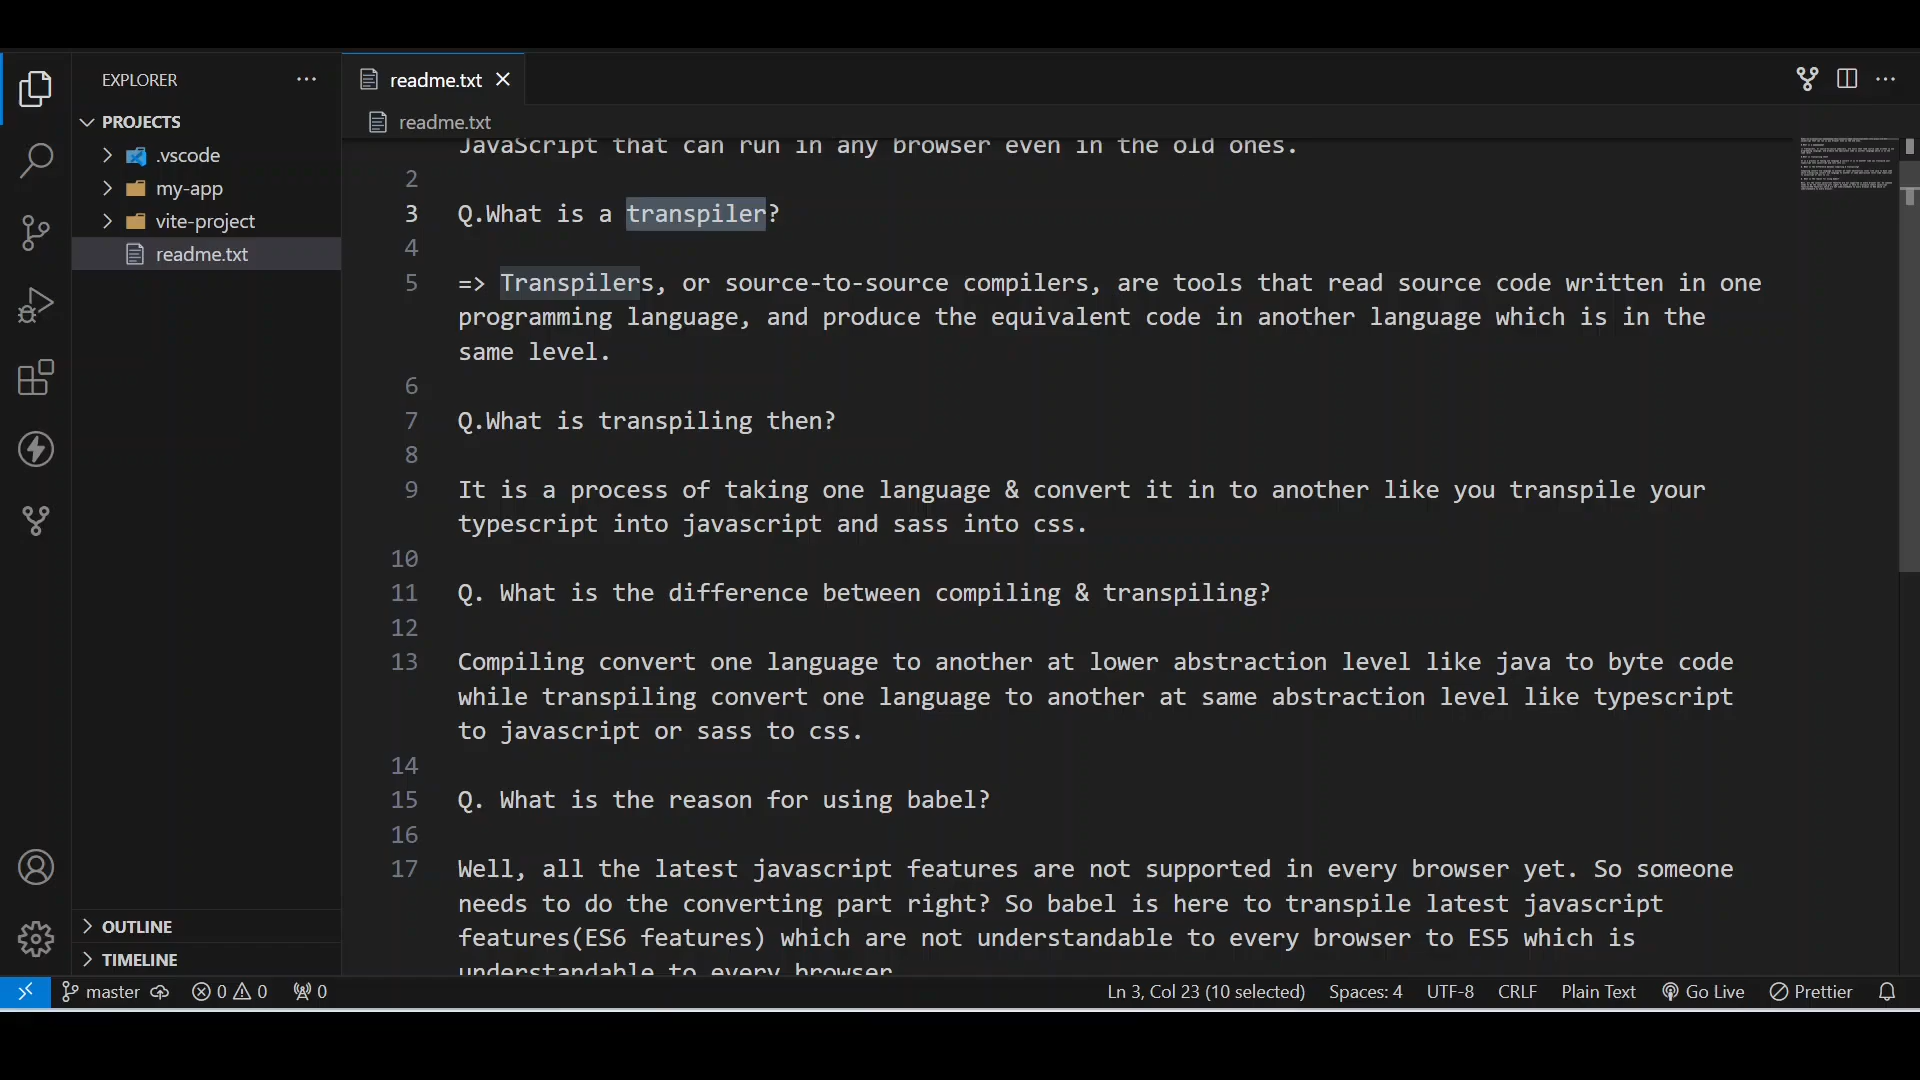 EXPLORER
readme.txt
PROJECTS
readme.txt
.vscode
my-app
vite-project
readme.txt
JavaScript that can run in any browser even in the old ones.
2
3 Q.What is a transpiler?
4
5 => Transpilers, or source-to-source compilers, are tools that read source code written in one
programming language, and produce the equivalent code in another language which is in the
same level.
6
7 Q.What is transpiling then?
8
9 It is a process of taking one language & convert it in to another like you transpile your
typescript into javascript and sass into css.
10
11 Q. What is the difference between compiling & transpiling?
12
13 Compiling convert one language to another at lower abstraction level like java to byte code
while transpiling convert one language to another at same abstraction level like typescript
to javascript or sass to css.
14
15 Q. What is the reason for using babel?
16
17 Well, all the latest javascript features are not supported in every browser yet. So someone
needs to do the converting part right? So babel is here to transpile latest javascript
features(ES6 features) which are not understandable to every browser to ES5 which is
understandable to every browser
OUTLINE
TIMELINE
master 0 0 0 Ln 3, Col 23 (10 selected) Spaces: 4 UTF-8 CRLF Plain Text Go Live Prettier